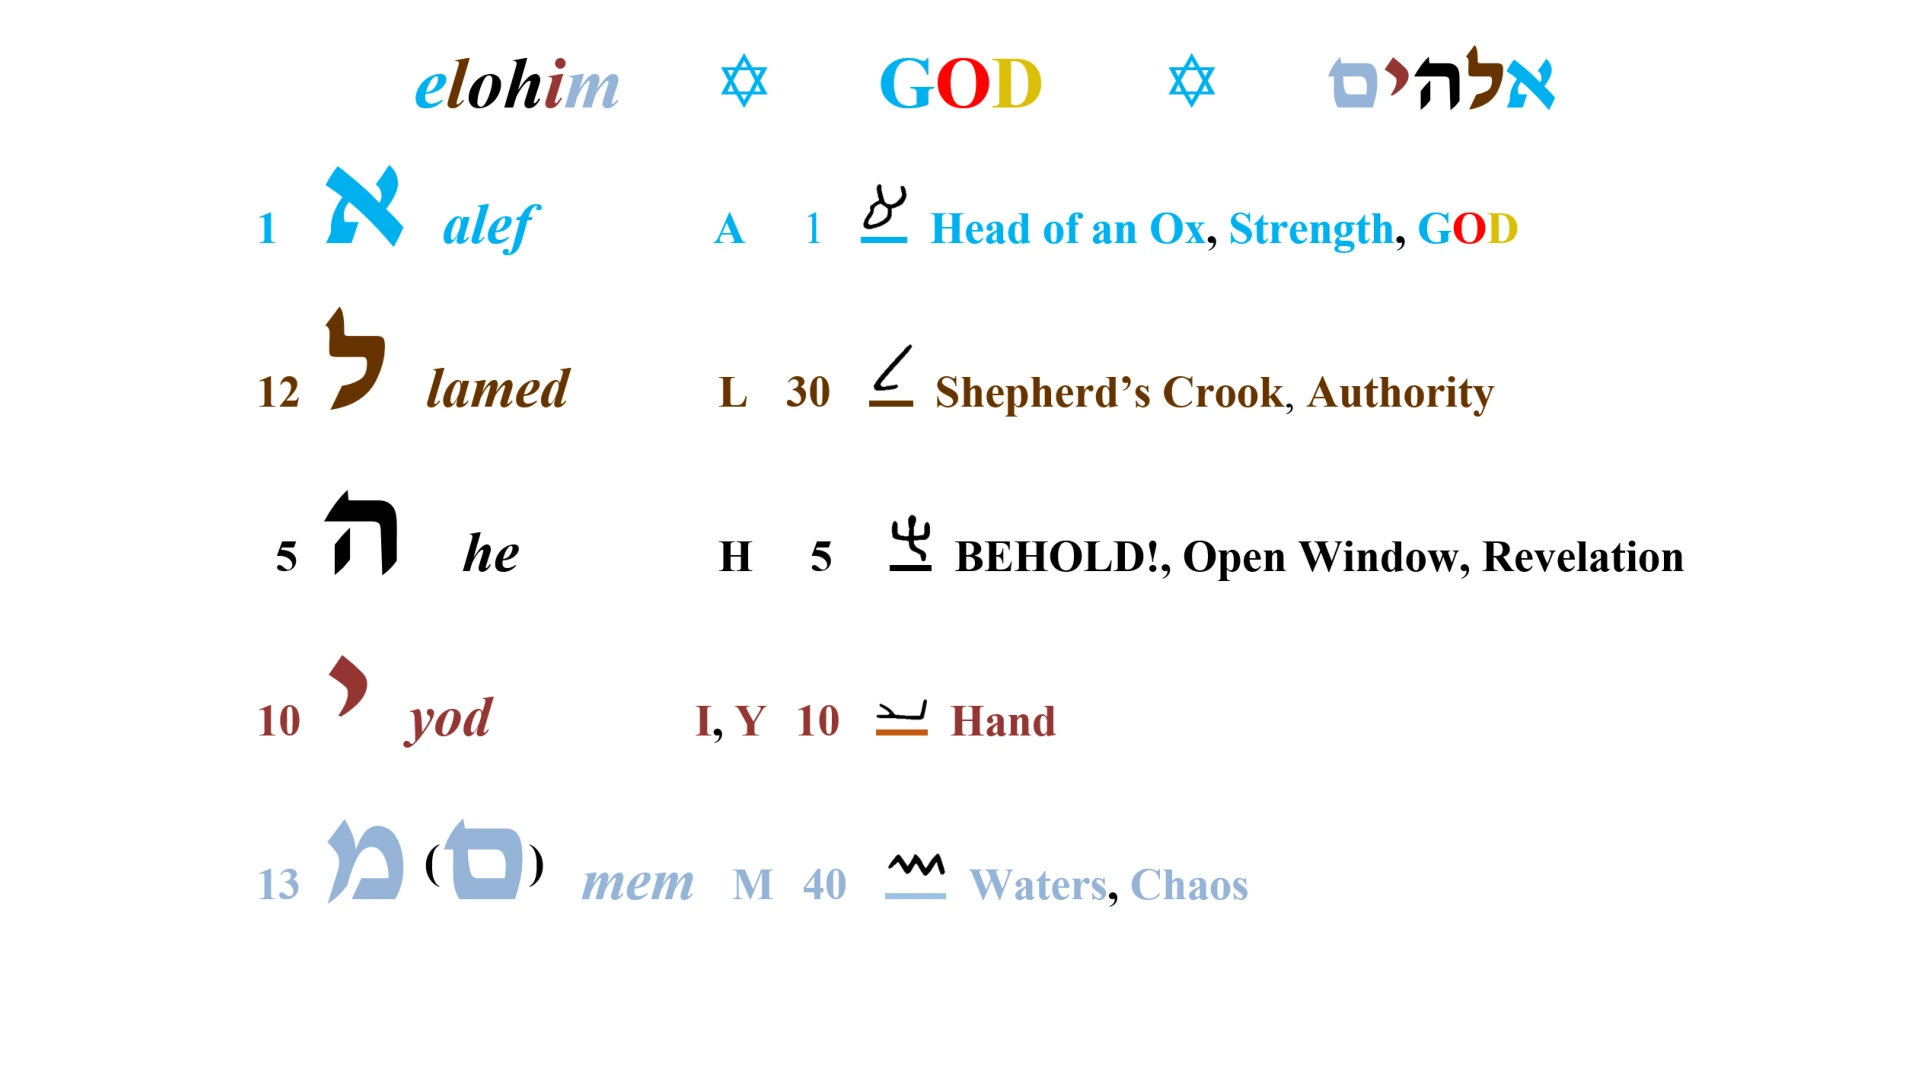 elohim ✡ GOD ✡ אלהים
1 א alef A 1 Head of an Ox, Strength, GOD
12 ל lamed L 30 Shepherd’s Crook, Authority
5 ה he H 5 BEHOLD!, Open Window, Revelation
10 י yod I, Y 10 Hand
13 מ (ם) mem M 40 Waters, Chaos